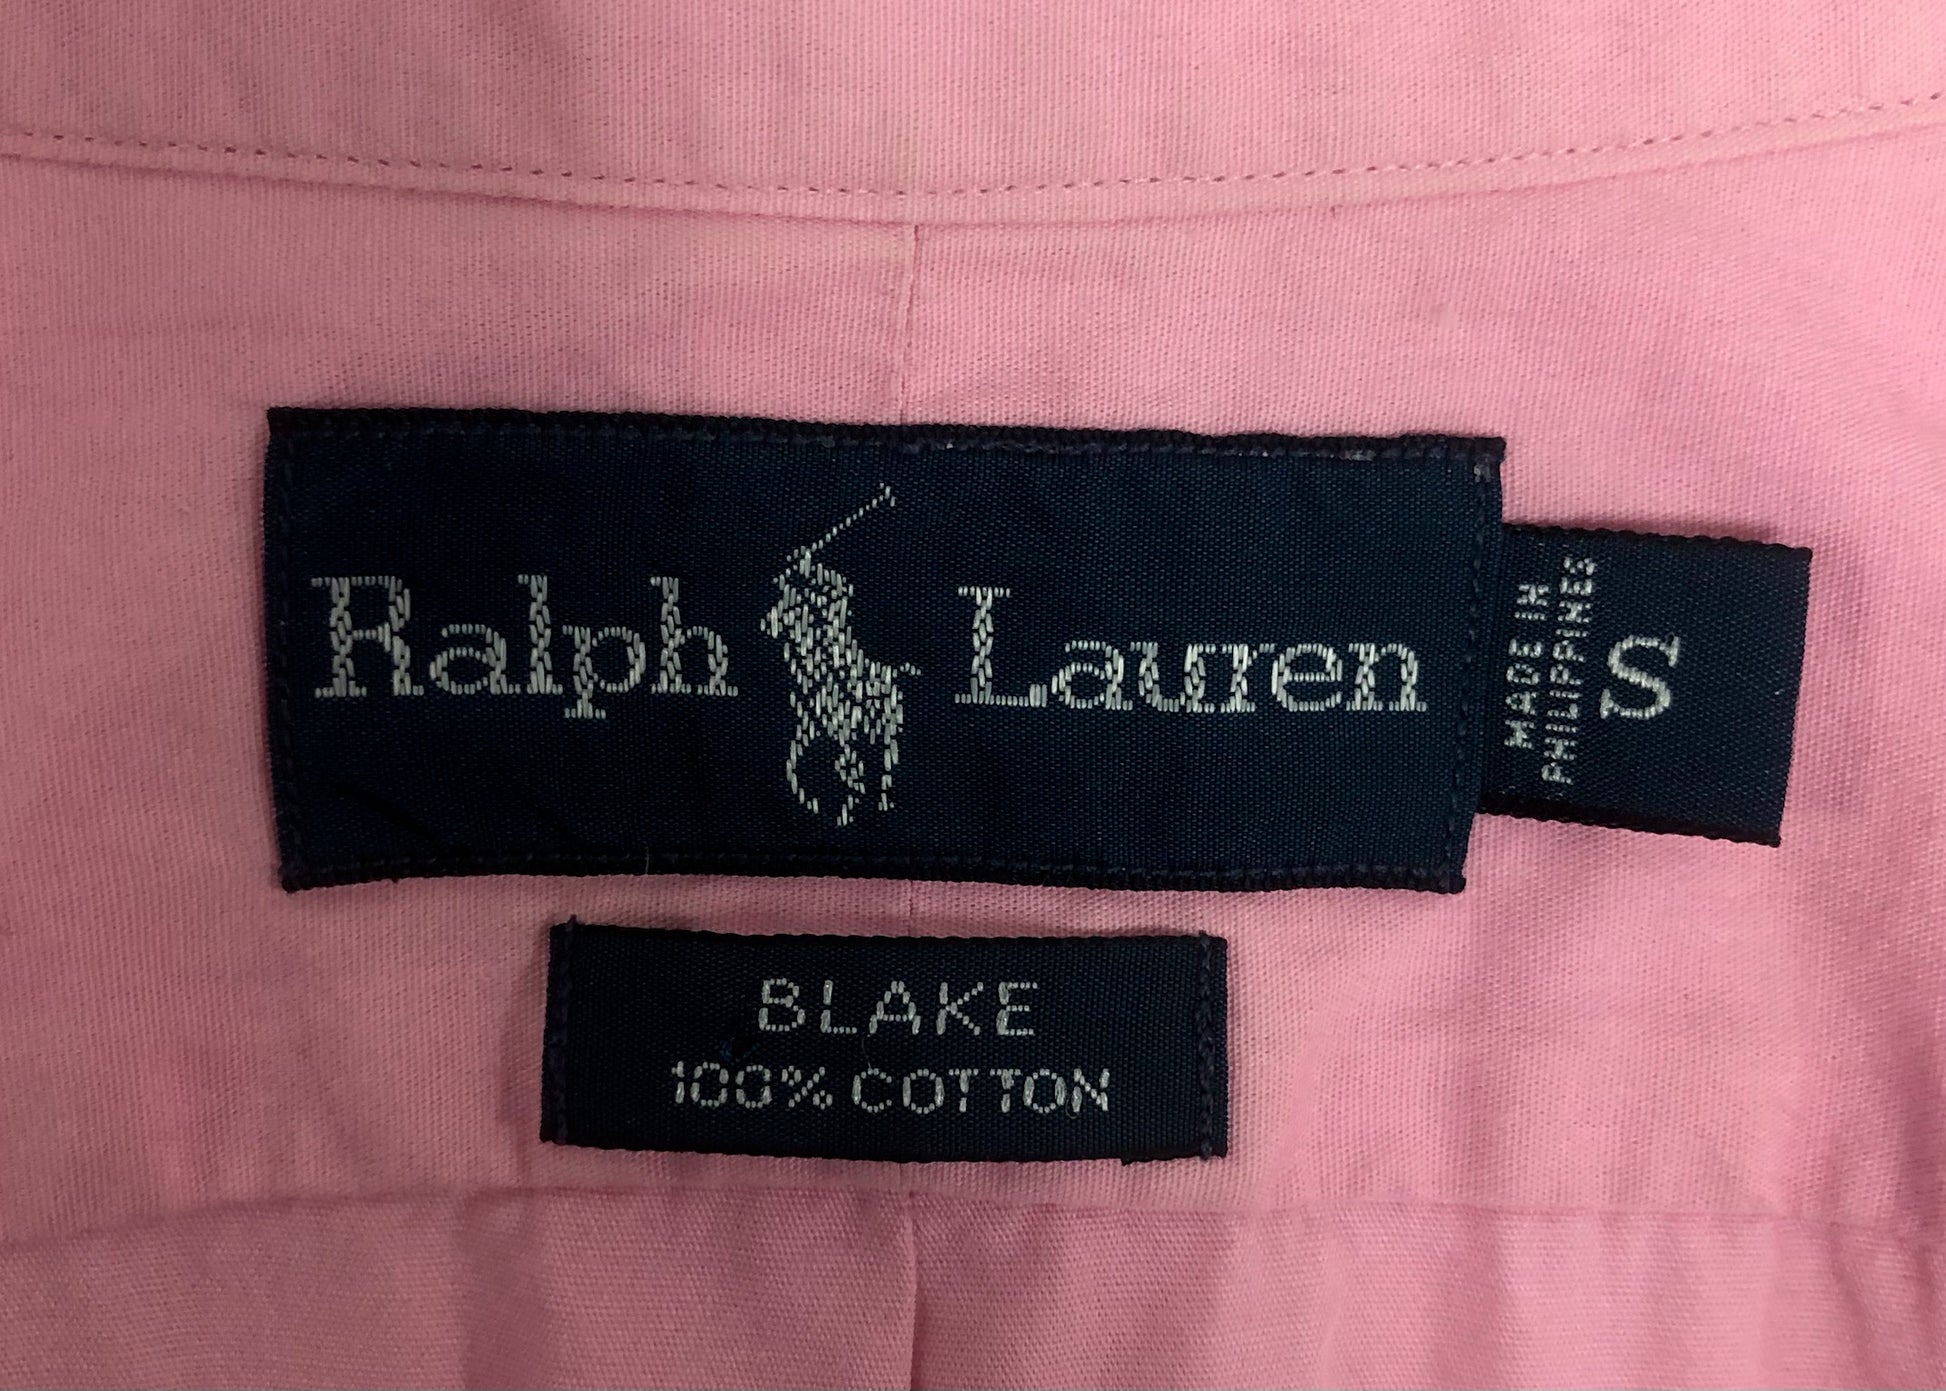 Ralph Lauren
MADE IN
PHILIPPINES
S
BLAKE
100% COTTON